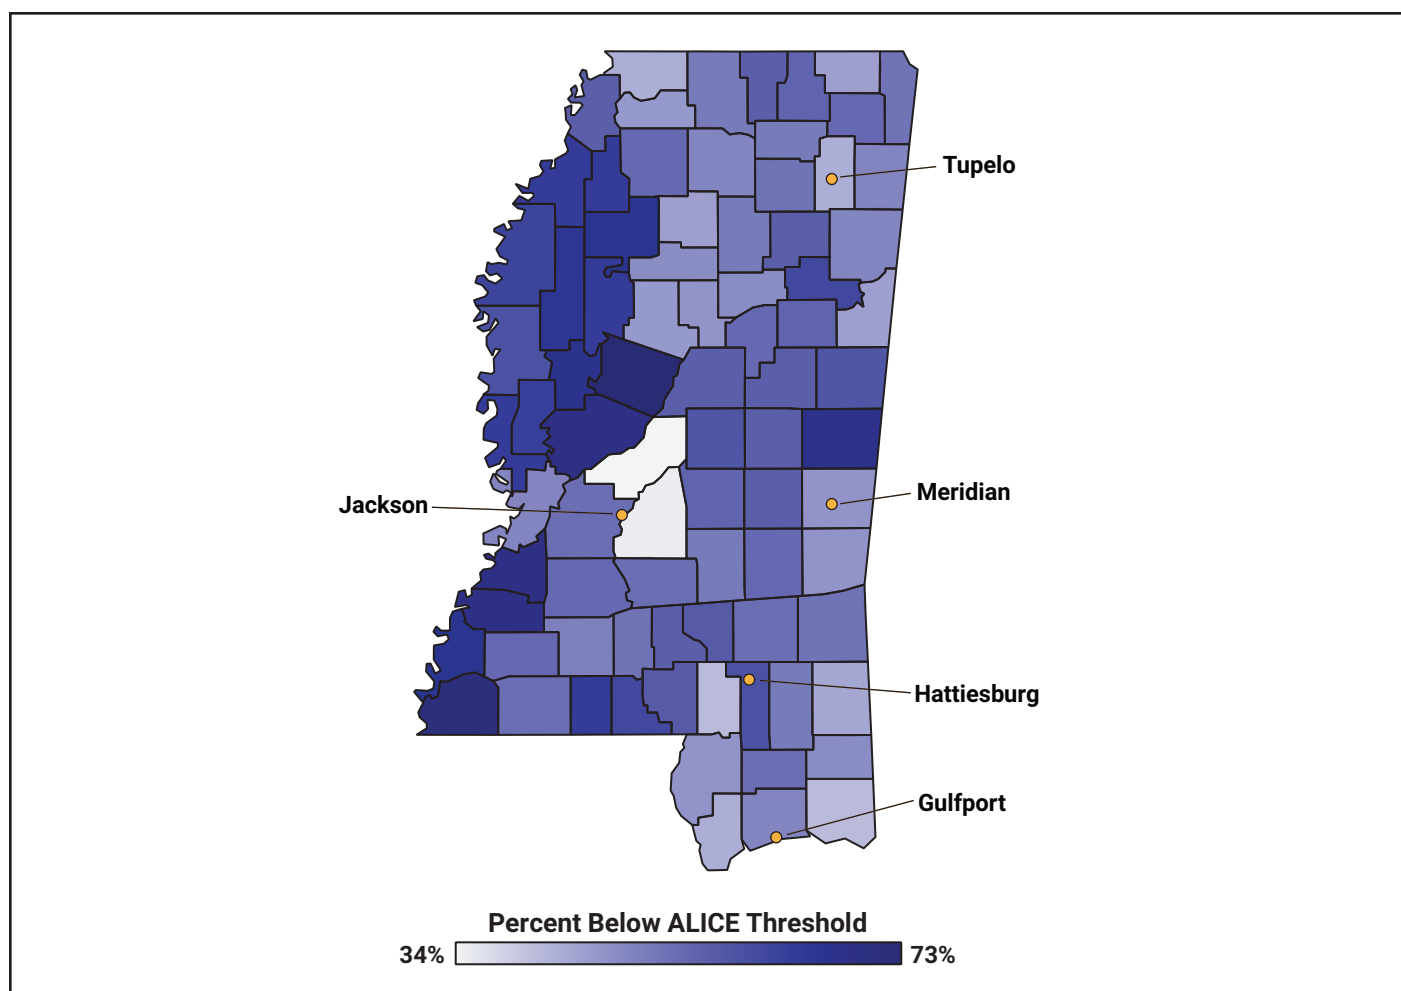 Tupelo
Meridian
Jackson
Hattiesburg
Gulfport
Percent Below ALICE Threshold
34% 73%